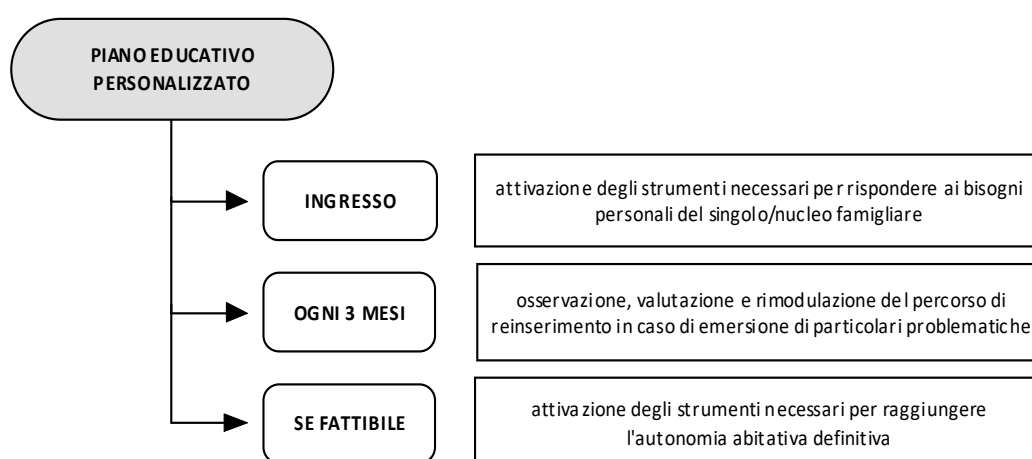 PIANO EDUCATIVO
PERSONALIZZATO
INGRESSO
attivazione degli strumenti necessari per rispondere ai bisogni
personali del singolo/nucleo famigliare
OGNI 3 MESI
osservazione, valutazione e rimodulazione del percorso di
reinserimento in caso di emersione di particolari problematiche
SE FATTIBILE
attivazione degli strumenti necessari per raggiungere
l'autonomia abitativa definitiva